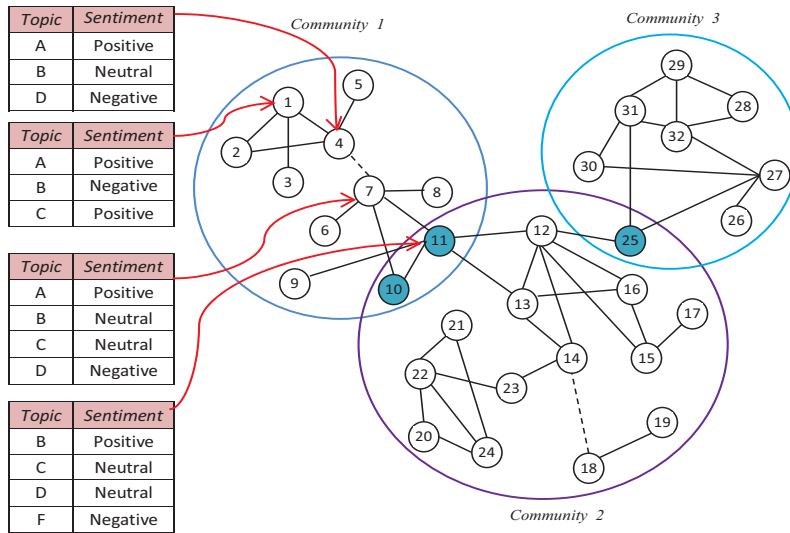 Topic Sentiment
A Positive
B Neutral
D Negative
Topic Sentiment
A Positive
B Negative
C Positive
Topic Sentiment
A Positive
B Neutral
C Neutral
D Negative
Topic Sentiment
B Positive
C Neutral
D Neutral
F Negative
Community 1
5
1
4
2
3
7
8
6
11
9
10
Community 3
29
31
28
32
30
27
26
25
12
16
13
17
21
14
15
22
23
19
20
24
18
Community 2